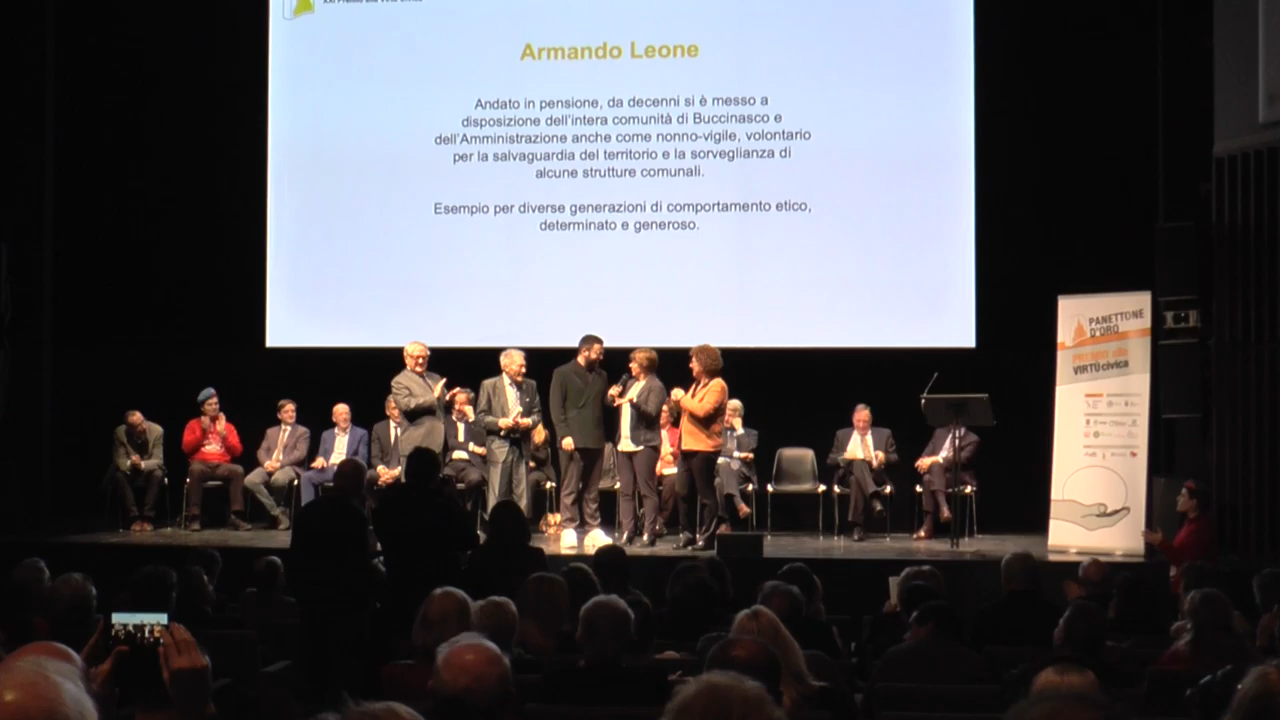 Armando Leone
Andato in pensione, da decenni si è messo a
disposizione dell'intera comunità di Buccinasco e
dell'Amministrazione anche come nonno-vigile, volontario
per la salvaguardia del territorio e la sorveglianza di
alcune strutture comunali.
Esempio per diverse generazioni di comportamento etico,
determinato e generoso.
PANETTONE
D'ORO
PREMIO alla
VIRTÙ civica